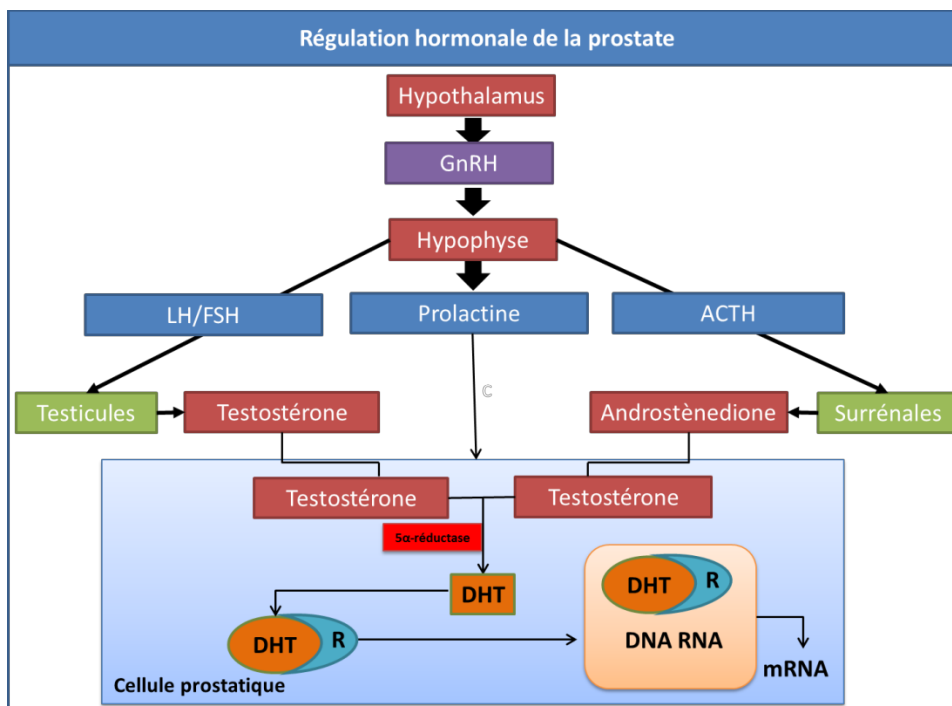 Régulation hormonale de la prostate
Hypothalamus
GnRH
Hypophyse
LH/FSH
Prolactine
ACTH
C
Testicules
Testostérone
Androstènedione
Surrénales
Testostérone
Testostérone
5α-réductase
DHT
DHT
R
DHT
R
DNA RNA
mRNA
Cellule prostatique